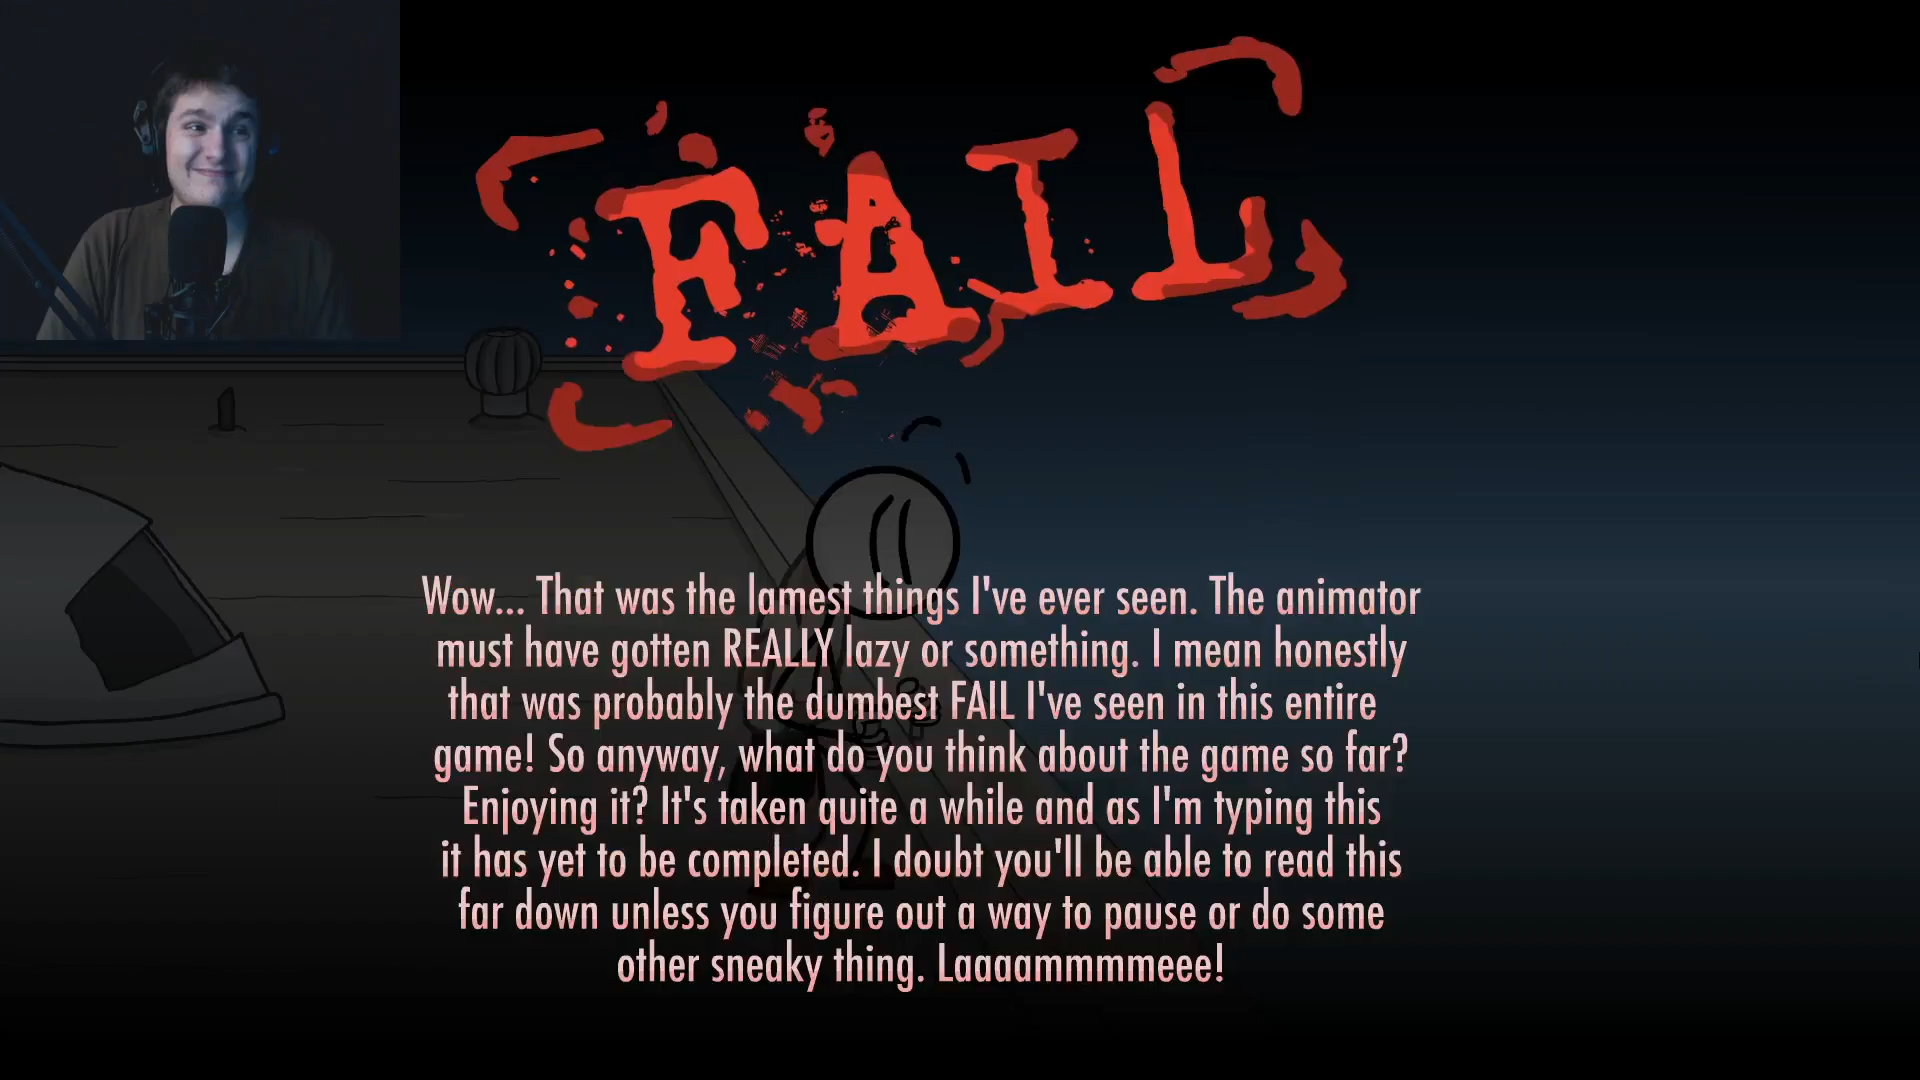 FAIL
Wow... That was the lamest things I've ever seen. The animator
must have gotten REALLY lazy or something. I mean honestly
that was probably the dumbest FAIL I've seen in this entire
game! So anyway, what do you think about the game so far?
Enjoying it? It's taken quite a while and as I'm typing this
it has yet to be completed. I doubt you'll be able to read this
far down unless you figure out a way to pause or do some
other sneaky thing. Laaaammmmeee!